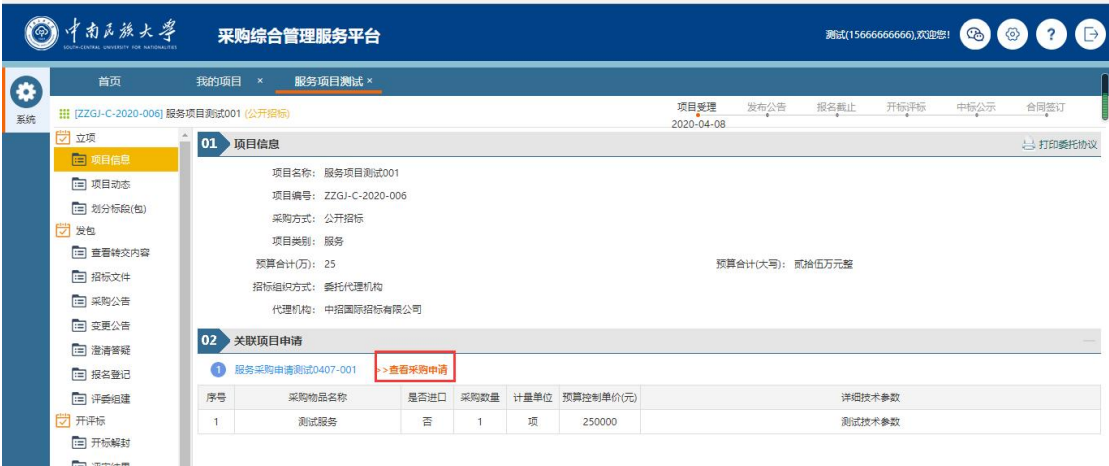 中南民族大学
SOUTH-CENTRAL UNIVERSITY FOR NATIONALITIES
采购综合管理服务平台
测试(15666666666),欢迎您!
?
系统
首页
我的项目 ×
服务项目测试 ×
[ZZGJ-C-2020-006] 服务项目测试001 (公开招标)
项目受理 发布公告 报名截止 开标评标 中标公示 合同签订
2020-04-08
立项
项目信息
项目动态
划分标段(包)
发包
查看转交内容
招标文件
采购公告
变更公告
澄清答疑
报名登记
评委组建
开评标
开标解封
01 项目信息
打印委托协议
项目名称: 服务项目测试001
项目编号: ZZGJ-C-2020-006
采购方式: 公开招标
项目类别: 服务
预算合计(万): 25
预算合计(大写): 贰拾伍万元整
招标组织方式: 委托代理机构
代理机构: 中招国际招标有限公司
02 关联项目申请
1 服务采购申请测试0407-001 >>查看采购申请
序号 采购物品名称 是否进口 采购数量 计量单位 预算控制单价(元) 详细技术参数
1 测试服务 否 1 项 250000 测试技术参数